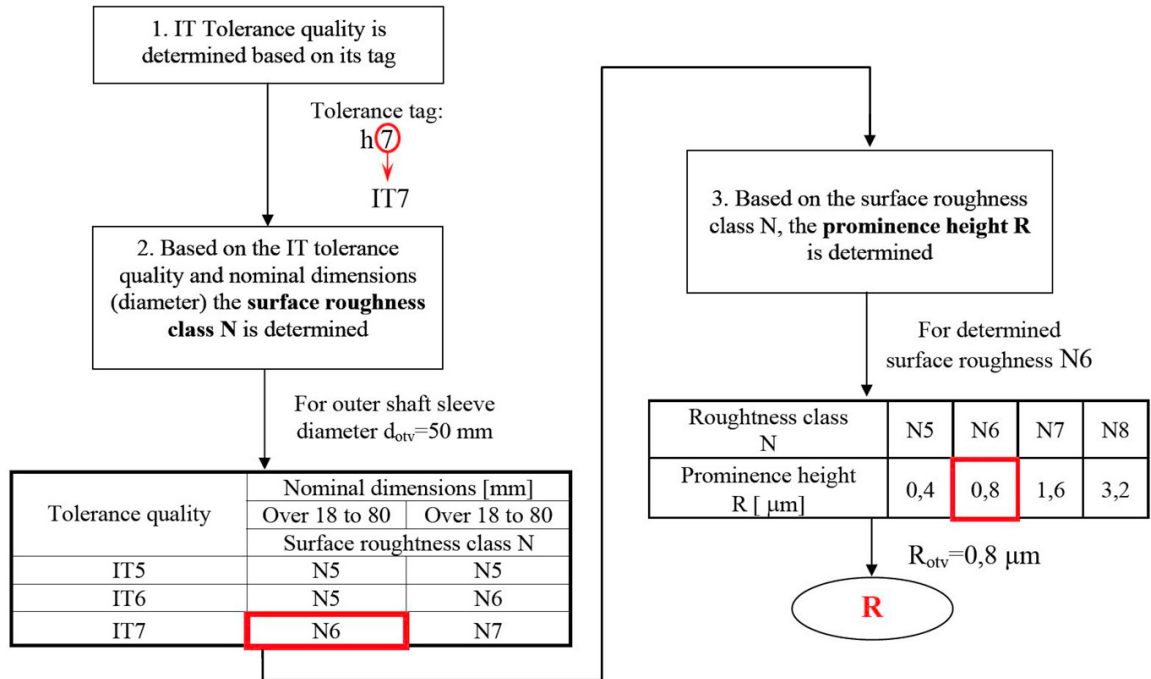 1. IT Tolerance quality is
determined based on its tag
Tolerance tag:
h7
IT7
2. Based on the IT tolerance
quality and nominal dimensions
(diameter) the surface roughness
class N is determined
For outer shaft sleeve
diameter dotv=50 mm
Tolerance quality
Nominal dimensions [mm]
Over 18 to 80 Over 18 to 80
Surface roughtness class N
IT5 N5 N5
IT6 N5 N6
IT7 N6 N7
3. Based on the surface roughness
class N, the prominence height R
is determined
For determined
surface roughness N6
Roughtness class
N
N5 N6 N7 N8
Prominence height
R [ μm]
0,4 0,8 1,6 3,2
Rotv=0,8 μm
R